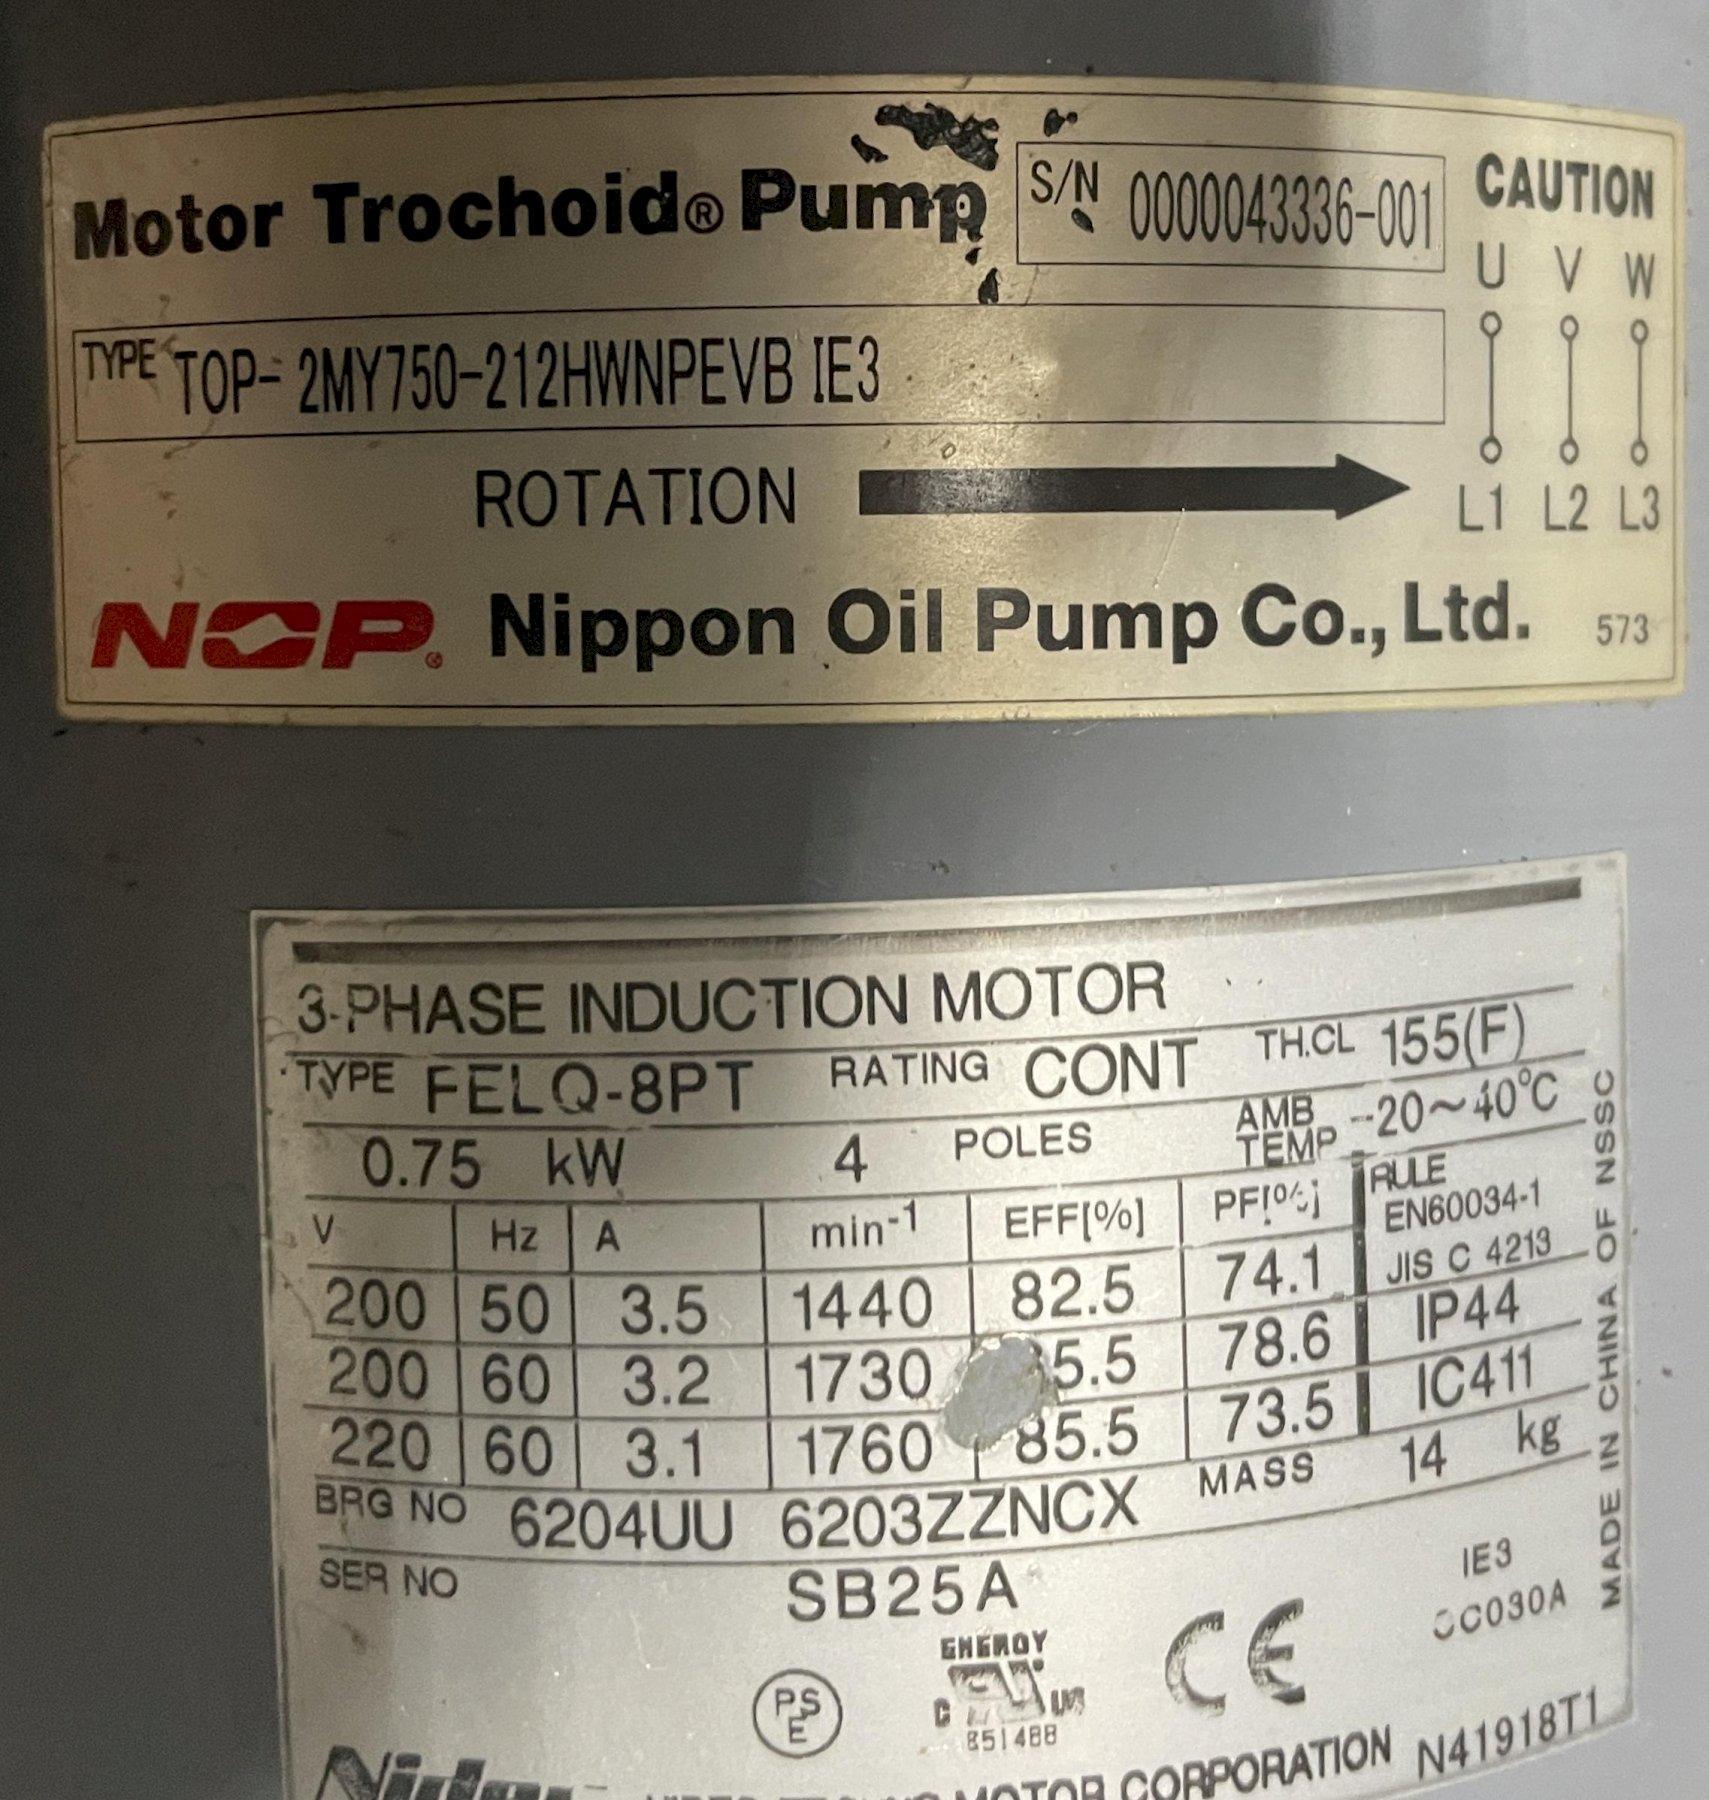 Motor Trochoid® Pump
S/N 0000043336-001
CAUTION
U V W
TYPE TOP- 2MY750-212HWNPEVB IE3
ROTATION
L1 L2 L3
NOP® Nippon Oil Pump Co., Ltd. 573
3-PHASE INDUCTION MOTOR
TYPE FELQ-8PT RATING CONT TH.CL 155(F)
0.75 kW 4 POLES AMB TEMP -20~40°C
V Hz A min-1 EFF[%] PF[%] RULE
EN60034-1
200 50 3.5 1440 82.5 74.1 JIS C 4213
200 60 3.2 1730 5.5 78.6 IP44
220 60 3.1 1760 85.5 73.5 IC411
BRG NO 6204UU 6203ZZNCX MASS 14 kg
SER NO SB25A
IE3
C030A
ENERGY
PSE
C US
CE
MOTOR CORPORATION N41918T1
MADE IN CHINA OF NSSC